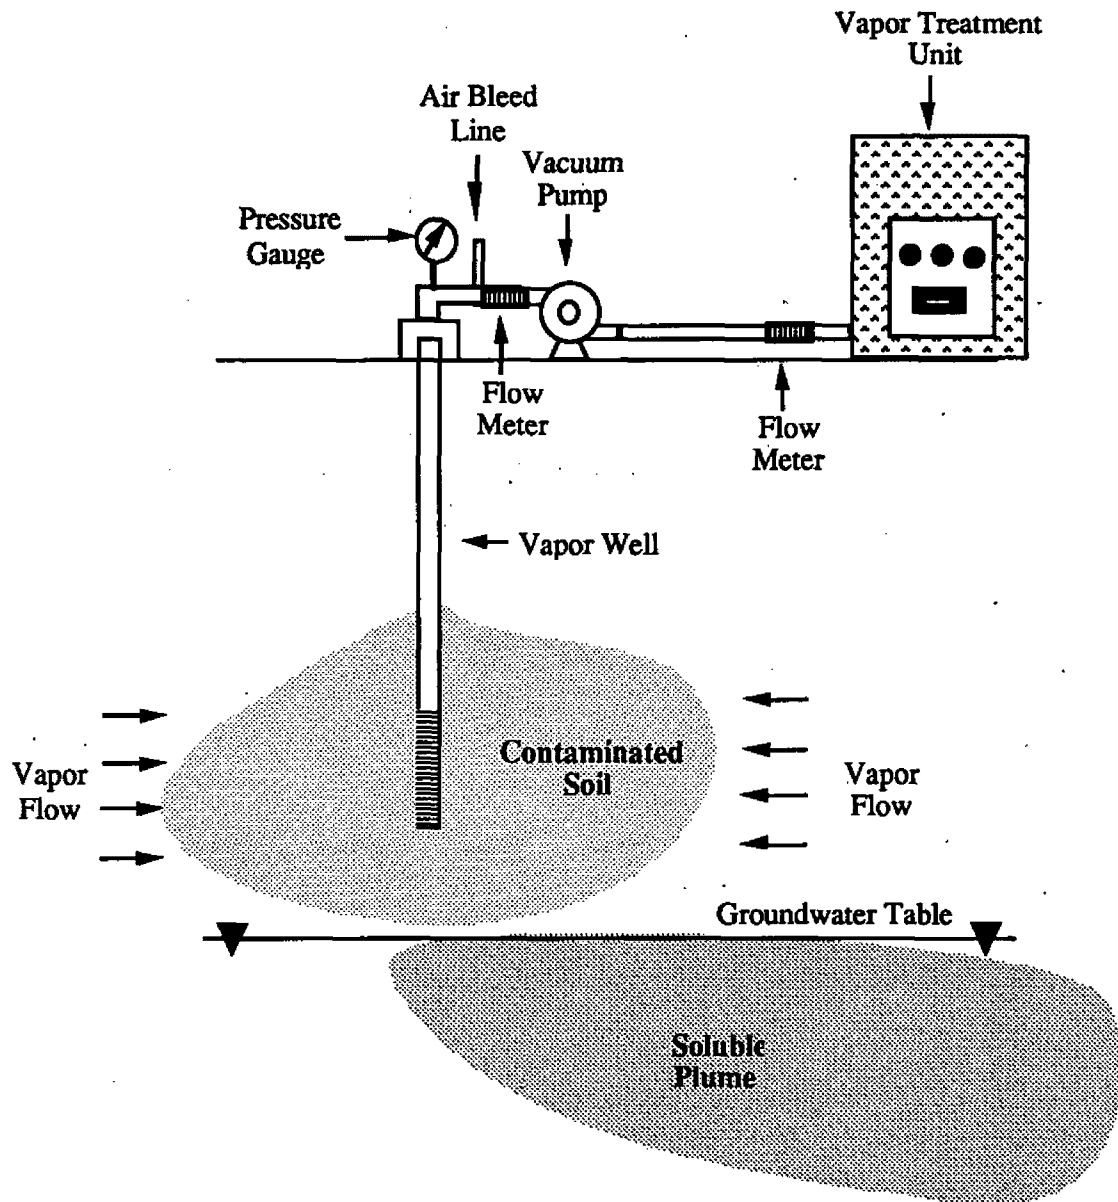 Vapor Treatment
Unit
Air Bleed
Line
Vacuum
Pump
Pressure
Gauge
Flow
Meter
Flow
Meter
Vapor Well
Contaminated
Soil
Vapor
Flow
Vapor
Flow
Groundwater Table
Soluble
Plume